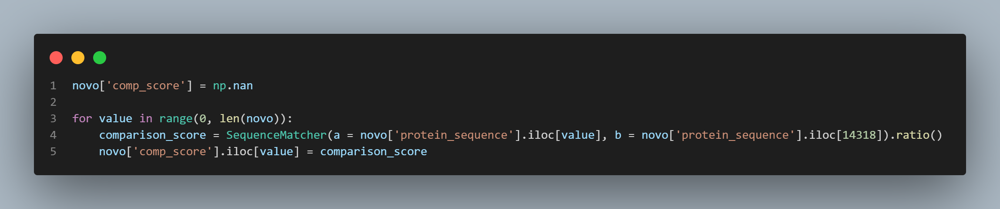 1 novo['comp_score'] = np.nan
2
3 for value in range(0, len(novo)):
4     comparison_score = SequenceMatcher(a = novo['protein_sequence'].iloc[value], b = novo['protein_sequence'].iloc[14318]).ratio()
5     novo['comp_score'].iloc[value] = comparison_score